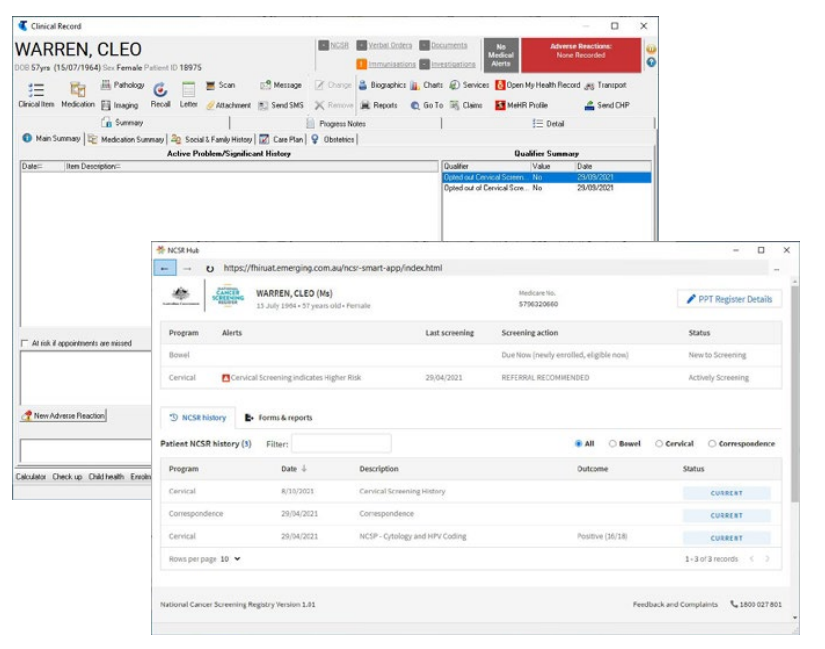 Clinical Record
WARREN, CLEO
DOB 57yrs (15/07/1964) Sex Female Patient ID 18975
NCSR Verbal Orders Documents
Immunisations Investigations
No Medical Alerts
Adverse Reactions:
None Recorded
Pathology Scan Message Change Biographics Charts Services Open My Health Record Transport
Clinical Item Medication Imaging Recall Letter Attachment Send SMS Remove Reports Go To Claims MeHR Profile Send CHP
Summary Progress Notes Detail
Main Summary Medication Summary Social & Family History Care Plan Obstetrics
Active Problem/Significant History Qualifier Summary
Date Item Description Qualifier Value Date
Opted out Cervical Screen... No 29/09/2021
Opted out of Cervical Scre... No 29/09/2021
At risk if appointments are missed
New Adverse Reaction
Calculator Check up Child health
NCSR Hub
https://fhiruat.emerging.com.au/ncsr-smart-app/index.html
Australian Government
NATIONAL CANCER SCREENING REGISTER
WARREN, CLEO (Ms)
13 July 1964 • 57 years old • Female
Medicare No.
5796320660
PPT Register Details
Program Alerts Last screening Screening action Status
Bowel Due Now (newly enrolled, eligible now) New to Screening
Cervical Cervical Screening indicates Higher Risk 29/04/2021 REFERRAL RECOMMENDED Actively Screening
NCSR history Forms & reports
Patient NCSR history (3) Filter: All Bowel Cervical Correspondence
Program Date ↓ Description Outcome Status
Cervical 8/10/2021 Cervical Screening History CURRENT
Correspondence 29/04/2021 Correspondence CURRENT
Cervical 29/04/2021 NCSP - Cytology and HPV Coding Positive (16/18) CURRENT
Rows per page 10 1-3 of 3 records
National Cancer Screening Registry Version 1.01 Feedback and Complaints 1800 027 801